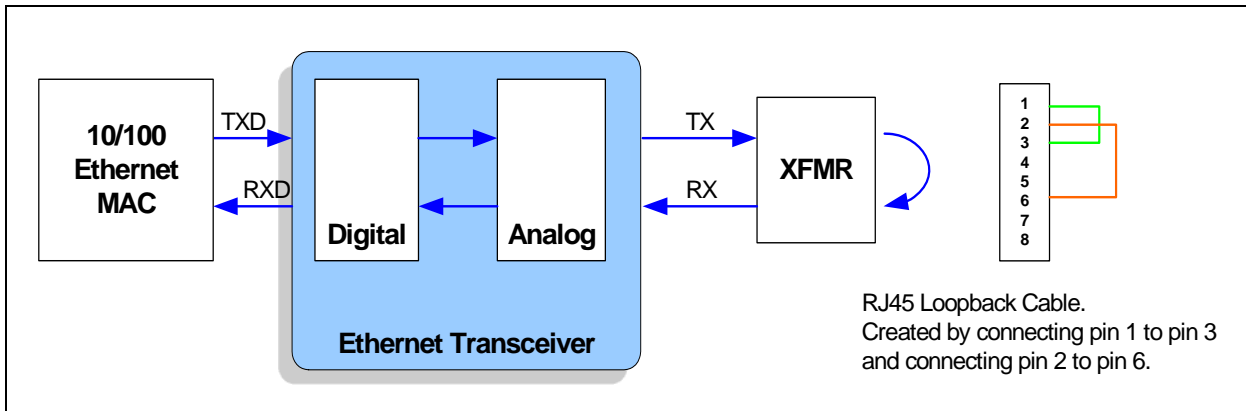 10/100
Ethernet
MAC
TXD
RXD
Digital
Analog
Ethernet Transceiver
TX
RX
XFMR
1
2
3
4
5
6
7
8
RJ45 Loopback Cable.
Created by connecting pin 1 to pin 3
and connecting pin 2 to pin 6.